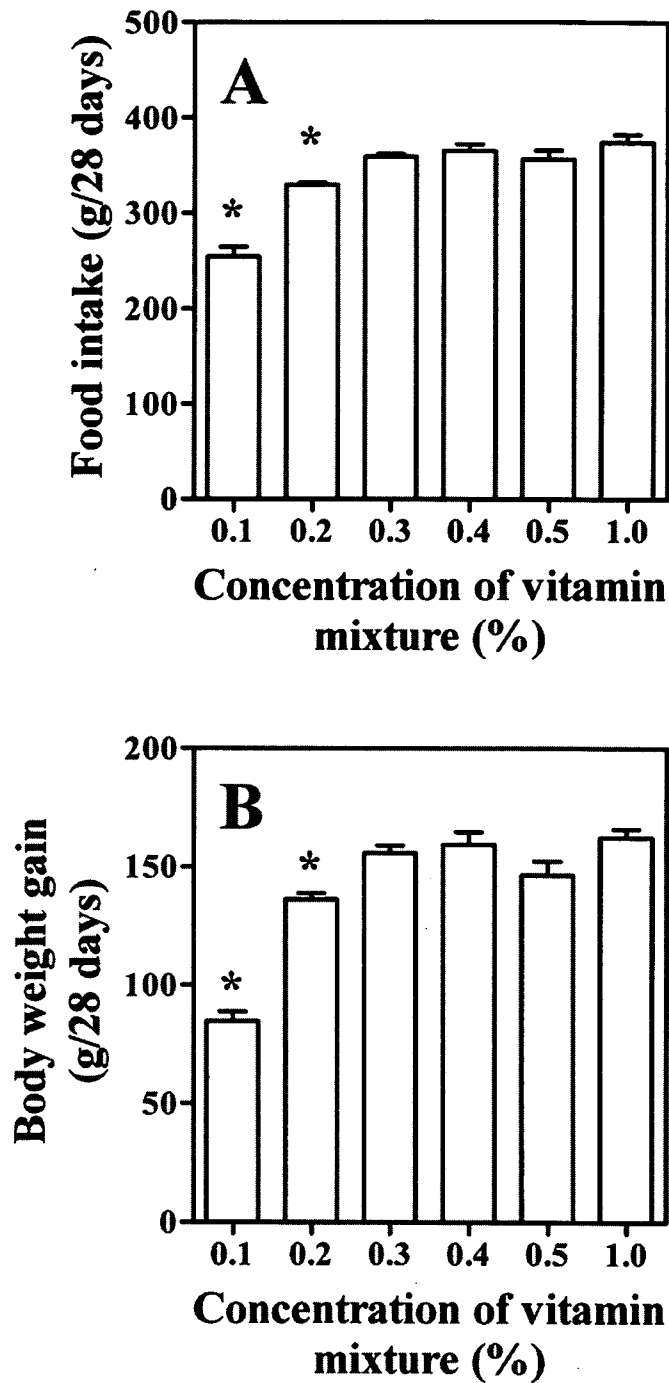 500
400
300
200
100
0
Food intake (g/28 days)
A
*
*
0.1 0.2 0.3 0.4 0.5 1.0
Concentration of vitamin
mixture (%)
200
150
100
50
0
Body weight gain
(g/28 days)
B
*
*
0.1 0.2 0.3 0.4 0.5 1.0
Concentration of vitamin
mixture (%)